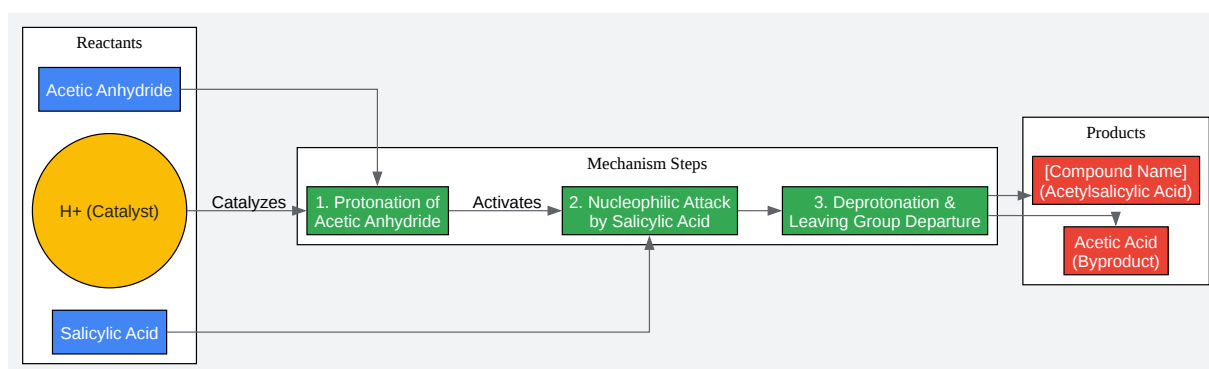 Reactants
Acetic Anhydride
H+ (Catalyst)
Salicylic Acid
Catalyzes
Mechanism Steps
1. Protonation of
Acetic Anhydride
Activates
2. Nucleophilic Attack
by Salicylic Acid
3. Deprotonation &
Leaving Group Departure
Products
[Compound Name]
(Acetylsalicylic Acid)
Acetic Acid
(Byproduct)